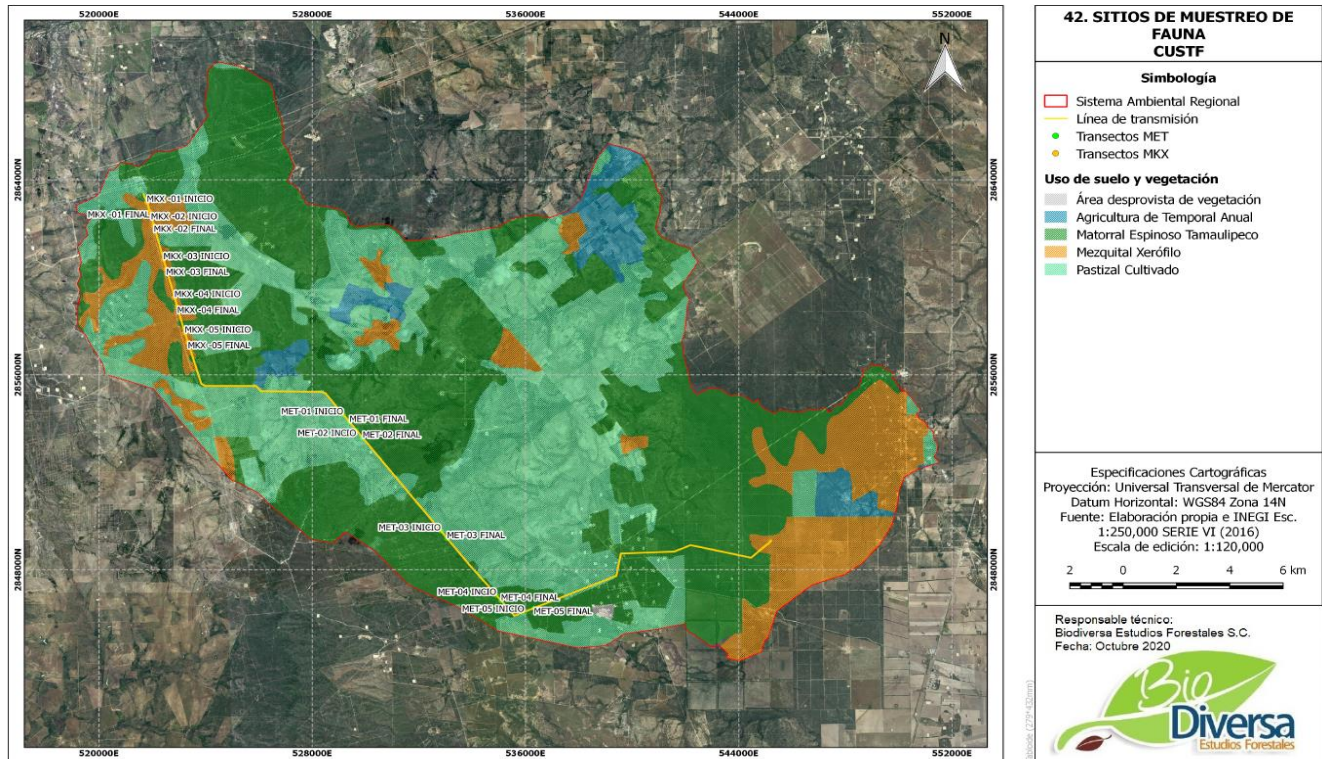 520000E
528000E
536000E
544000E
552000E
N
2864000N
2864000N
MKX -01 INICIO
MKX -01 FINAL
MKX -02 INICIO
MKX -02 FINAL
MKX -03 INICIO
MKX -03 FINAL
MKX -04 INICIO
MKX -04 FINAL
MKX -05 INICIO
MKX -05 FINAL
2856000N
2856000N
MET-01 INICIO
MET-01 FINAL
MET-02 INCIO
MET-02 FINAL
MET-03 INICIO
MET-03 FINAL
2848000N
2848000N
MET-04 INCIO
MET-04 FINAL
MET-05 INICIO
MET-05 FINAL
520000E
528000E
536000E
544000E
552000E
42. SITIOS DE MUESTREO DE
FAUNA
CUSTF
Simbología
Sistema Ambiental Regional
Línea de transmisión
Transectos MET
Transectos MKX
Uso de suelo y vegetación
Área desprovista de vegetación
Agricultura de Temporal Anual
Matorral Espinoso Tamaulipeco
Mezquital Xerófilo
Pastizal Cultivado
Especificaciones Cartográficas
Proyección: Universal Transversal de Mercator
Datum Horizontal: WGS84 Zona 14N
Fuente: Elaboración propia e INEGI Esc.
1:250,000 SERIE VI (2016)
Escala de edición: 1:120,000
2 0 2 4 6 km
Responsable técnico:
Biodiversa Estudios Forestales S.C.
Fecha: Octubre 2020
Bio
Diversa
Estudios Forestales